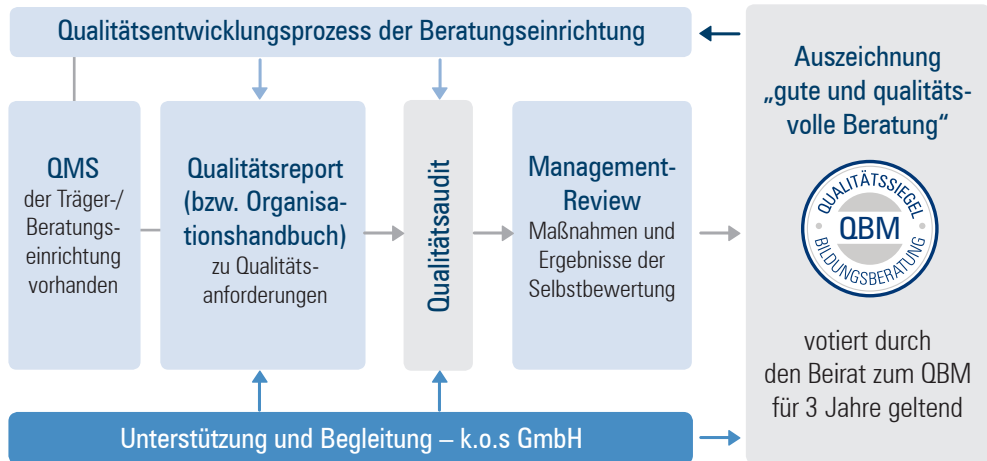 Qualitätsentwicklungsprozess der Beratungseinrichtung
QMS
der Träger-/
Beratungs-
einrichtung
vorhanden
Qualitätsreport
(bzw. Organisa-
tionshandbuch)
zu Qualitäts-
anforderungen
Qualitätsaudit
Management-
Review
Maßnahmen und
Ergebnisse der
Selbstbewertung
Auszeichnung
„gute und qualitäts-
volle Beratung“
QUALITÄTSSIEGEL
QBM
BILDUNGSBERATUNG
votiert durch
den Beirat zum QBM
für 3 Jahre geltend
Unterstützung und Begleitung – k.o.s GmbH